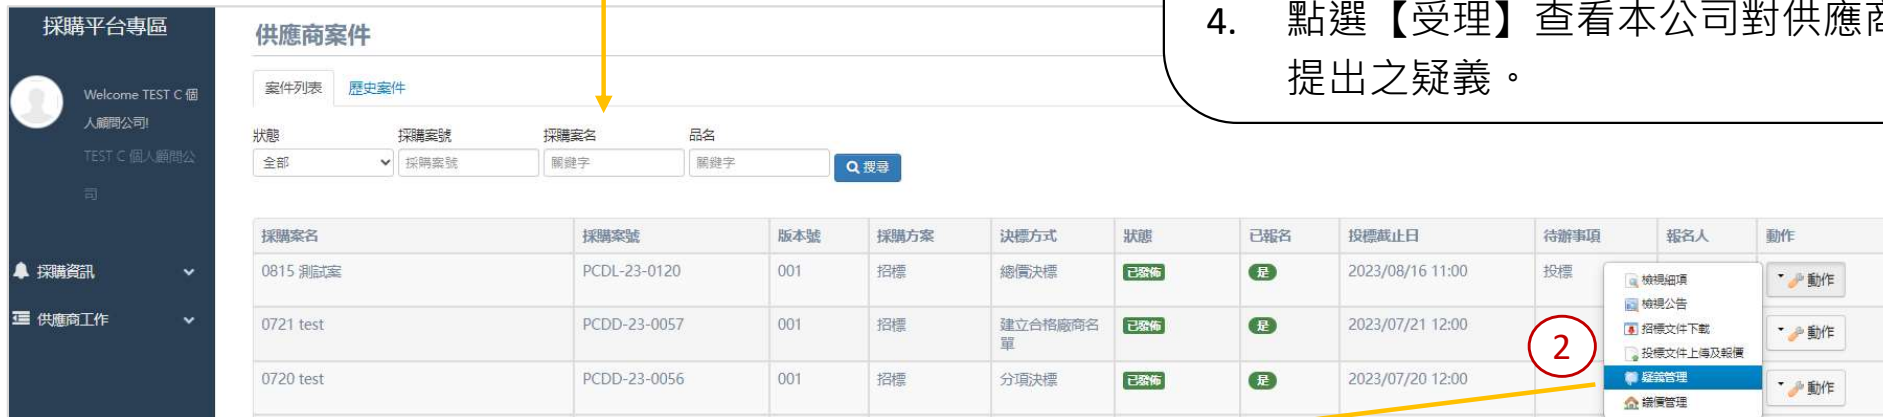 採購平台專區
Welcome TEST C 個
人顧問公司!
TEST C 個人顧問公
司
採購資訊
供應商工作
4. 點選【受理】查看本公司對供應商
提出之疑義。
供應商案件
案件列表 歷史案件
狀態 採購案號 採購案名 品名
全部 採購案號 關鍵字 關鍵字 搜尋
採購案名 採購案號 版本號 採購方案 決標方式 狀態 已報名 投標截止日 待辦事項 報名人 動作
0815 測試案 PCDL-23-0120 001 招標 總價決標 已發佈 是 2023/08/16 11:00 投標 動作
0721 test PCDD-23-0057 001 招標 建立合格廠商名
單 已發佈 是 2023/07/21 12:00 動作
0720 test PCDD-23-0056 001 招標 分項決標 已發佈 是 2023/07/20 12:00 動作
檢視細項
檢視公告
招標文件下載
投標文件上傳及報價
疑義管理
議價管理
2